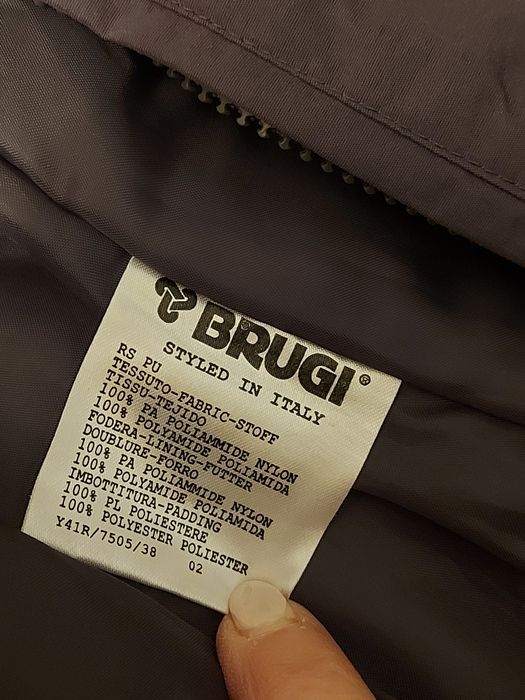 BRUGI®
STYLED IN ITALY
RS PU
TESSUTO-FABRIC-STOFF
TISSU-TEJIDO
100% PA POLIAMMIDE NYLON
100% POLYAMIDE POLIAMIDA
FODERA-LINING-FUTTER
DOUBLURE-FORRO
100% PA POLIAMMIDE NYLON
100% POLYAMIDE POLIAMIDA
IMBOTTITURA-PADDING
100% PL POLIESTERE
100% POLYESTER POLIESTER
Y41R/7505/38 02